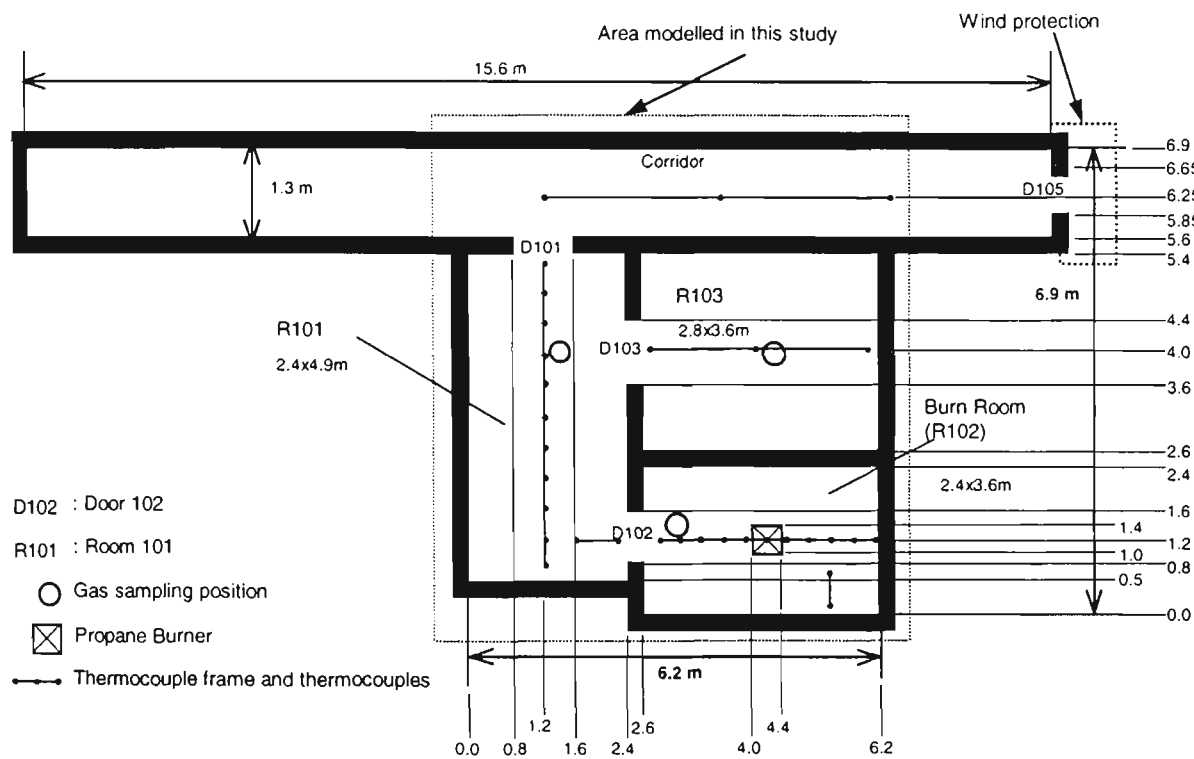 Area modelled in this study
Wind protection
15.6 m
Corridor
1.3 m
D105
D101
6.9
6.65
6.25
5.85
5.6
5.4
6.9 m
R103
2.8x3.6m
R101
2.4x4.9m
D103
4.4
4.0
3.6
Burn Room
(R102)
2.4x3.6m
2.6
2.4
1.6
1.4
1.2
1.0
0.8
0.5
0.0
D102
D102 : Door 102
R101 : Room 101
Gas sampling position
Propane Burner
Thermocouple frame and thermocouples
6.2 m
1.2
2.6
4.4
0.0
0.8
1.6
2.4
4.0
6.2